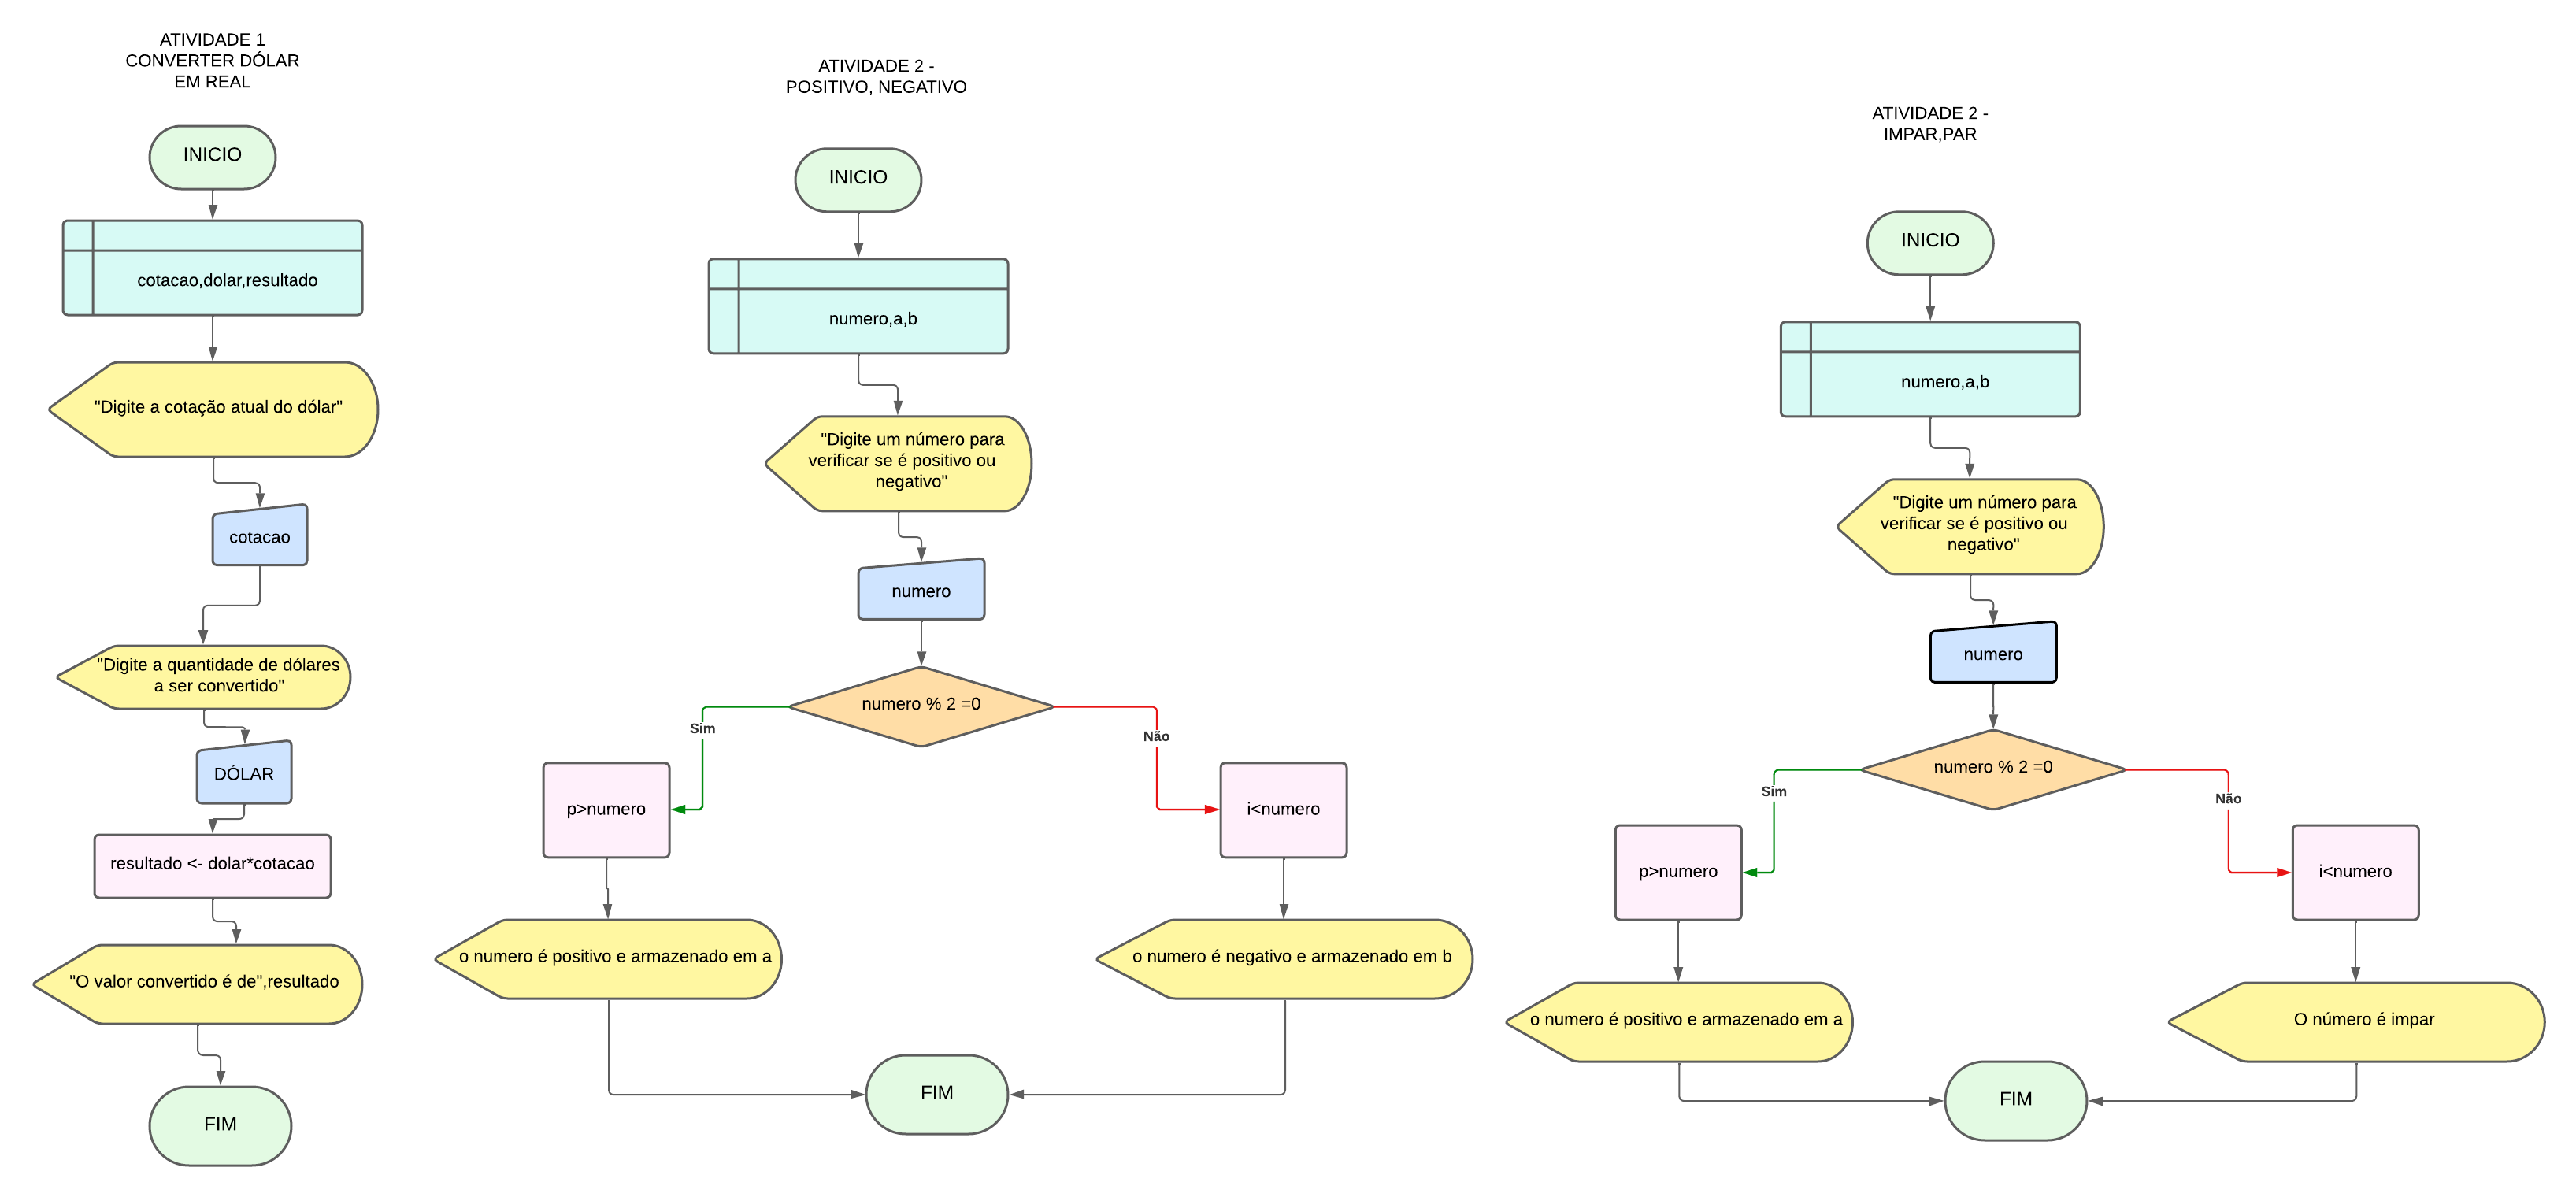 ATIVIDADE 1
CONVERTER DÓLAR
EM REAL
INICIO
cotacao,dolar,resultado
"Digite a cotação atual do dólar"
cotacao
"Digite a quantidade de dólares
a ser convertido"
DÓLAR
resultado <- dolar*cotacao
"O valor convertido é de",resultado
FIM
ATIVIDADE 2 -
POSITIVO, NEGATIVO
INICIO
numero,a,b
"Digite um número para
verificar se é positivo ou
negativo"
numero
numero % 2 =0
Sim
Não
p>numero
i<numero
o numero é positivo e armazenado em a
o numero é negativo e armazenado em b
FIM
ATIVIDADE 2 -
IMPAR,PAR
INICIO
numero,a,b
"Digite um número para
verificar se é positivo ou
negativo"
numero
numero % 2 =0
Sim
Não
p>numero
i<numero
o numero é positivo e armazenado em a
O número é impar
FIM